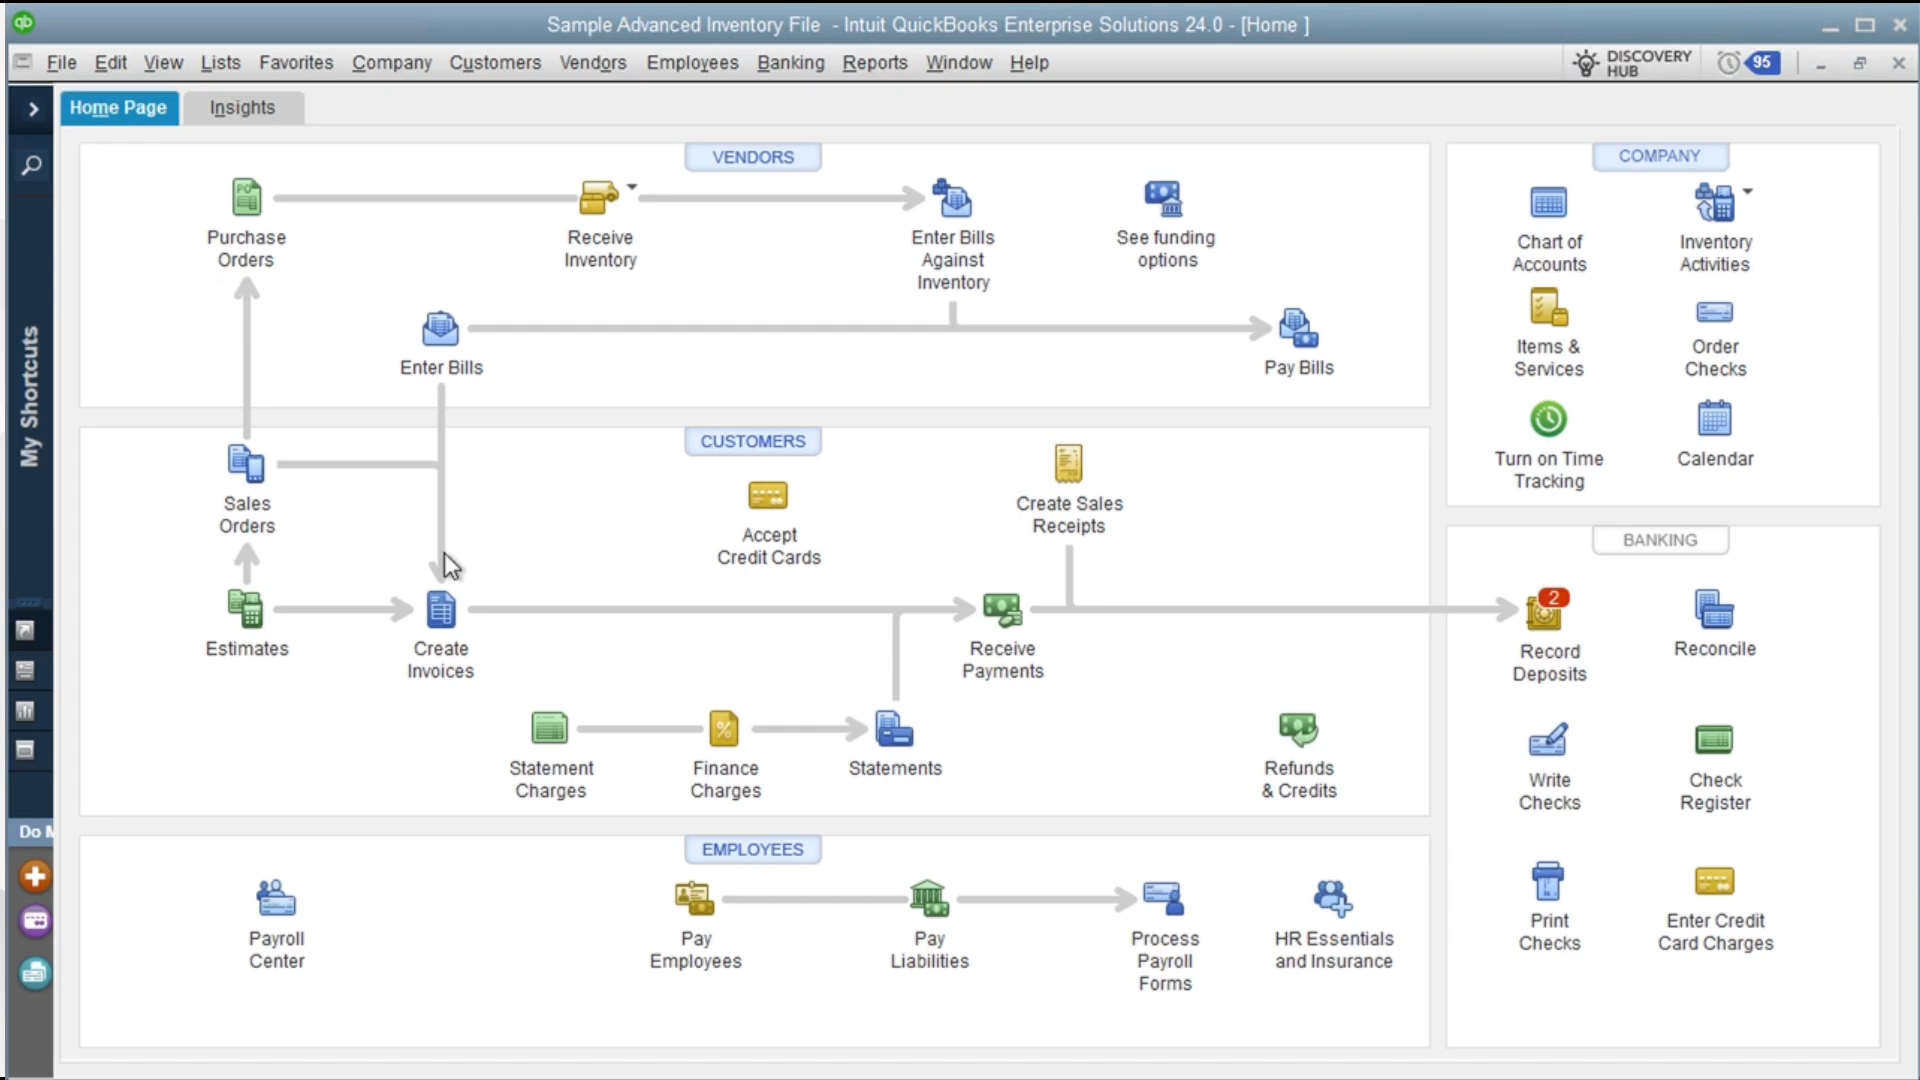 qb
Sample Advanced Inventory File - Intuit QuickBooks Enterprise Solutions 24.0 - [Home ]
File Edit View Lists Favorites Company Customers Vendors Employees Banking Reports Window Help
DISCOVERY
HUB
95
Home Page
Insights
My Shortcuts
Do M
VENDORS
PO
Purchase
Orders
Receive
Inventory
Enter Bills
Against
Inventory
See funding
options
Enter Bills
Pay Bills
CUSTOMERS
Sales
Orders
Accept
Credit Cards
Create Sales
Receipts
Estimates
Create
Invoices
Receive
Payments
Statement
Charges
%
Finance
Charges
Statements
Refunds
& Credits
EMPLOYEES
Payroll
Center
Pay
Employees
Pay
Liabilities
Process
Payroll
Forms
HR Essentials
and Insurance
COMPANY
Chart of
Accounts
Inventory
Activities
Items &
Services
Order
Checks
Turn on Time
Tracking
Calendar
BANKING
2
Record
Deposits
Reconcile
Write
Checks
Check
Register
Print
Checks
Enter Credit
Card Charges